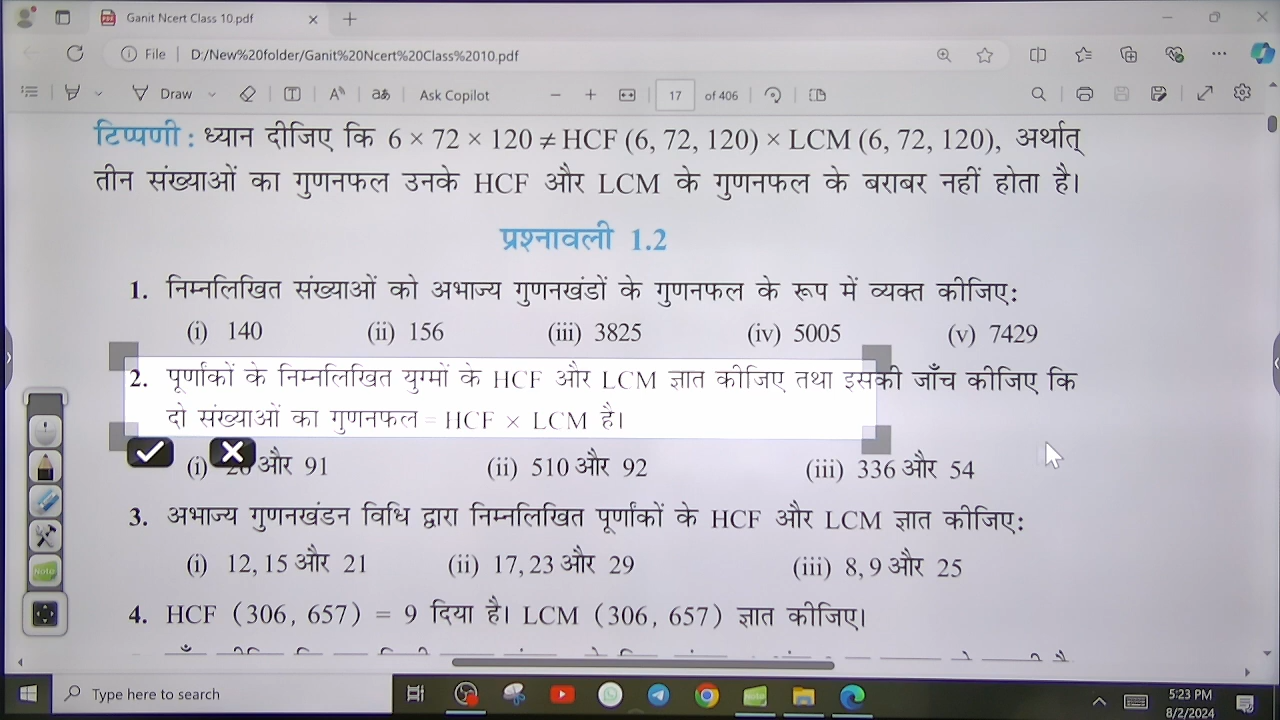 Ganit Ncert Class 10.pdf
File D:/New%20folder/Ganit%20Ncert%20Class%2010.pdf
Draw aあ Ask Copilot 17 of 406
टिप्पणी : ध्यान दीजिए कि 6 × 72 × 120 ≠ HCF (6, 72, 120) × LCM (6, 72, 120), अर्थात्
तीन संख्याओं का गुणनफल उनके HCF और LCM के गुणनफल के बराबर नहीं होता है।
प्रश्नावली 1.2
1. निम्नलिखित संख्याओं को अभाज्य गुणनखंडों के गुणनफल के रूप में व्यक्त कीजिए:
(i) 140 (ii) 156 (iii) 3825 (iv) 5005 (v) 7429
2. पूर्णांकों के निम्नलिखित युग्मों के HCF और LCM ज्ञात कीजिए तथा इसकी जाँच कीजिए कि
दो संख्याओं का गुणनफल = HCF × LCM है।
(i) 26 और 91 (ii) 510 और 92 (iii) 336 और 54
3. अभाज्य गुणनखंडन विधि द्वारा निम्नलिखित पूर्णांकों के HCF और LCM ज्ञात कीजिए:
(i) 12, 15 और 21 (ii) 17, 23 और 29 (iii) 8, 9 और 25
4. HCF (306, 657) = 9 दिया है। LCM (306, 657) ज्ञात कीजिए।
Note
Type here to search
5:23 PM
8/2/2024